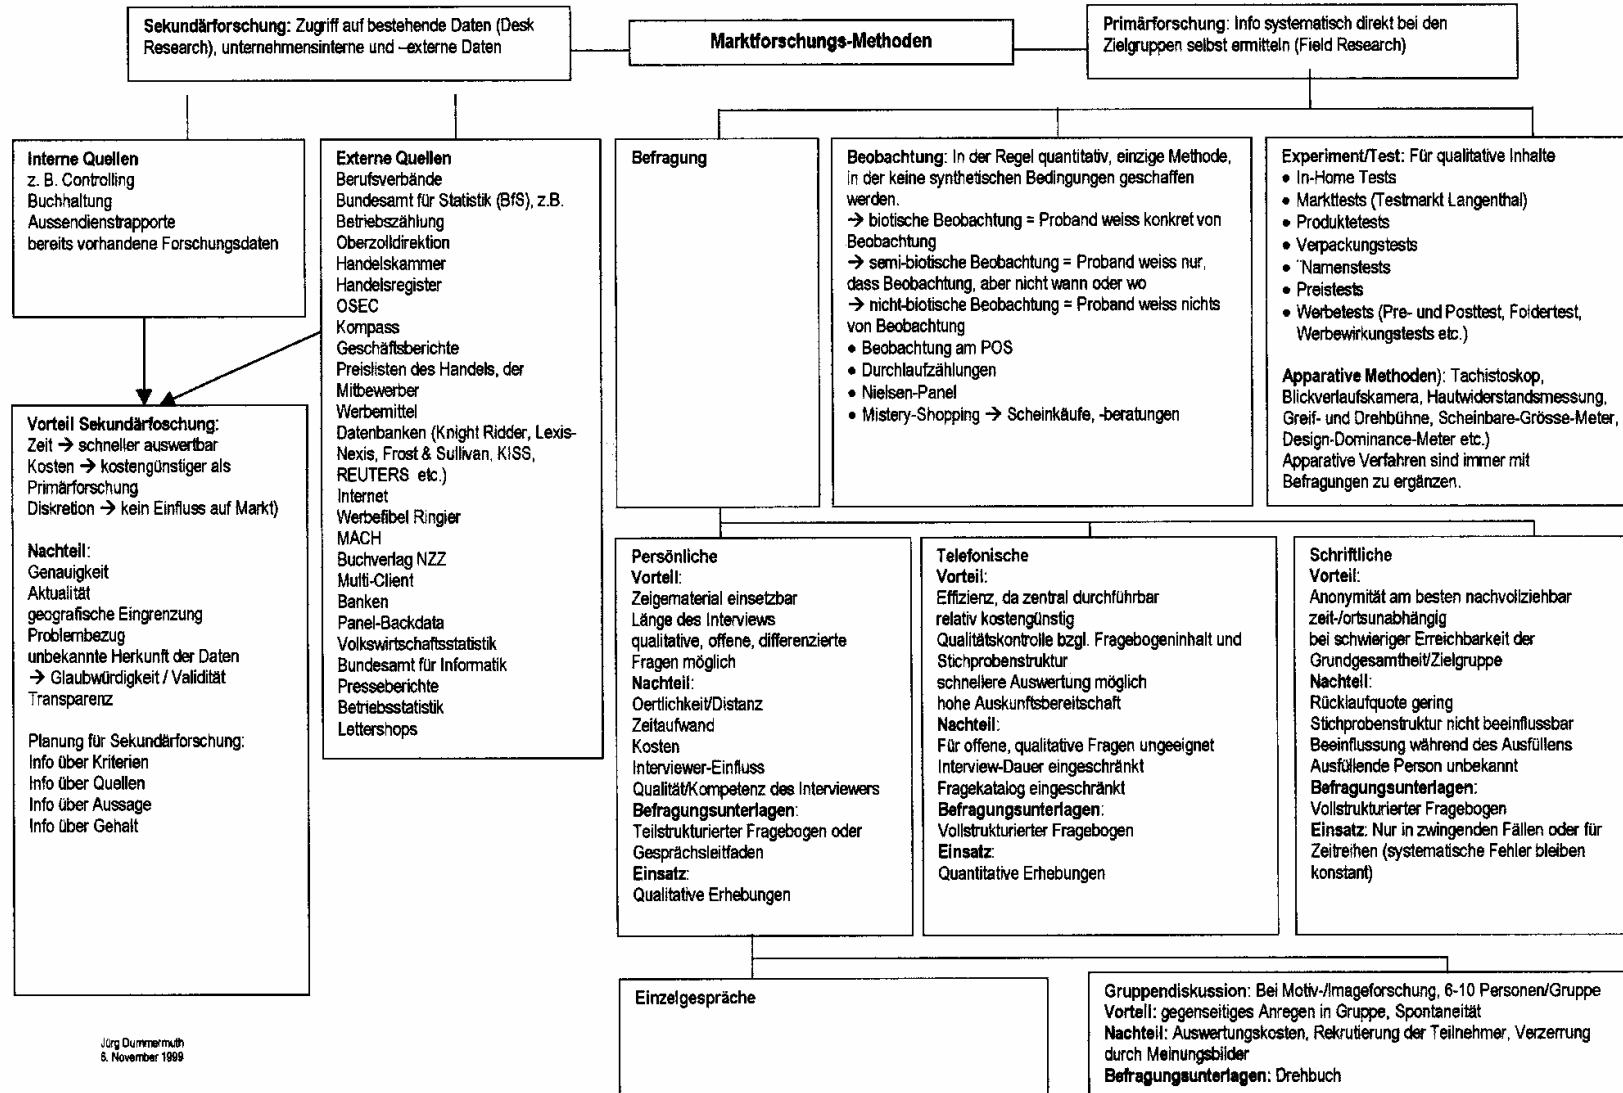 Sekundärforschung: Zugriff auf bestehende Daten (Desk
Research), unternehmensinterne und –externe Daten
Marktforschungs-Methoden
Primärforschung: Info systematisch direkt bei den
Zielgruppen selbst ermitteln (Field Research)
Interne Quellen
z. B. Controlling
Buchhaltung
Aussendienstrapporte
bereits vorhandene Forschungsdaten
Externe Quellen
Berufsverbände
Bundesamt für Statistik (BfS), z.B.
Betriebszählung
Oberzolldirektion
Handelskammer
Handelsregister
OSEC
Kompass
Geschäftsberichte
Preislisten des Handels, der
Mitbewerber
Werbemittel
Datenbanken (Knight Ridder, Lexis-
Nexis, Frost & Sullivan, KISS,
REUTERS etc.)
Internet
Werbefibel Ringier
MACH
Buchverlag NZZ
Multi-Client
Banken
Panel-Backdata
Volkswirtschaftsstatistik
Bundesamt für Informatik
Presseberichte
Betriebsstatistik
Lettershops
Befragung
Beobachtung: In der Regel quantitativ, einzige Methode,
in der keine synthetischen Bedingungen geschaffen
werden.
→ biotische Beobachtung = Proband weiss konkret von
Beobachtung
→ semi-biotische Beobachtung = Proband weiss nur,
dass Beobachtung, aber nicht wann oder wo
→ nicht-biotische Beobachtung = Proband weiss nichts
von Beobachtung
• Beobachtung am POS
• Durchlaufzählungen
• Nielsen-Panel
• Mistery-Shopping → Scheinkäufe, -beratungen
Experiment/Test: Für qualitative Inhalte
• In-Home Tests
• Markttests (Testmarkt Langenthal)
• Produktetests
• Verpackungstests
• ¨Namenstests
• Preistests
• Werbetests (Pre- und Posttest, Foldertest,
Werbewirkungstests etc.)
Apparative Methoden): Tachistoskop,
Blickverlaufskamera, Hautwiderstandsmessung,
Greif- und Drehbühne, Scheinbare-Grösse-Meter,
Design-Dominance-Meter etc.)
Apparative Verfahren sind immer mit
Befragungen zu ergänzen.
Vorteil Sekundärfoschung:
Zeit → schneller auswertbar
Kosten → kostengünstiger als
Primärforschung
Diskretion → kein Einfluss auf Markt)
Nachteil:
Genauigkeit
Aktualität
geografische Eingrenzung
Problembezug
unbekannte Herkunft der Daten
→ Glaubwürdigkeit / Validität
Transparenz
Planung für Sekundärforschung:
Info über Kriterien
Info über Quellen
Info über Aussage
Info über Gehalt
Persönliche
Vorteil:
Zeigematerial einsetzbar
Länge des Interviews
qualitative, offene, differenzierte
Fragen möglich
Nachteil:
Oertlichkeit/Distanz
Zeitaufwand
Kosten
Interviewer-Einfluss
Qualität/Kompetenz des Interviewers
Befragungsunterlagen:
Teilstrukturierter Fragebogen oder
Gesprächsleitfaden
Einsatz:
Qualitative Erhebungen
Telefonische
Vorteil:
Effizienz, da zentral durchführbar
relativ kostengünstig
Qualitätskontrolle bzgl. Fragebogeninhalt und
Stichprobenstruktur
schnellere Auswertung möglich
hohe Auskunftsbereitschaft
Nachteil:
Für offene, qualitative Fragen ungeeignet
Interview-Dauer eingeschränkt
Fragekatalog eingeschränkt
Befragungsunterlagen:
Vollstrukturierter Fragebogen
Einsatz:
Quantitative Erhebungen
Schriftliche
Vorteil:
Anonymität am besten nachvollziehbar
zeit-/ortsunabhängig
bei schwieriger Erreichbarkeit der
Grundgesamtheit/Zielgruppe
Nachteil:
Rücklaufquote gering
Stichprobenstruktur nicht beeinflussbar
Beeinflussung während des Ausfüllens
Ausfüllende Person unbekannt
Befragungsunterlagen:
Vollstrukturierter Fragebogen
Einsatz: Nur in zwingenden Fällen oder für
Zeitreihen (systematische Fehler bleiben
konstant)
Einzelgespräche
Gruppendiskussion: Bei Motiv-/Imageforschung, 6-10 Personen/Gruppe
Vorteil: gegenseitiges Anregen in Gruppe, Spontaneität
Nachteil: Auswertungskosten, Rekrutierung der Teilnehmer, Verzerrung
durch Meinungsbilder
Befragungsunterlagen: Drehbuch
Jürg Dummermuth
6. November 1999